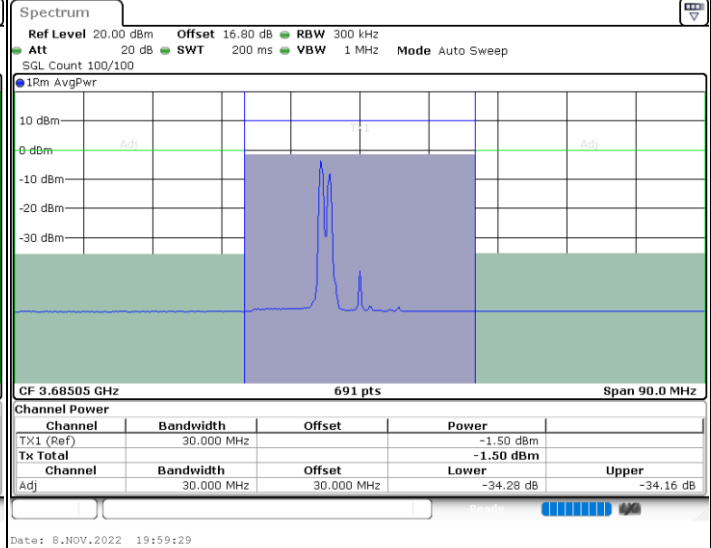 Spectrum
Ref Level 20.00 dBm Offset 16.80 dB RBW 300 kHz
Att 20 dB SWT 200 ms VBW 1 MHz Mode Auto Sweep
SGL Count 100/100
1Rm AvgPwr
10 dBm
TX1
Adj
Adj
0 dBm
-10 dBm
-20 dBm
-30 dBm
CF 3.68505 GHz 691 pts Span 90.0 MHz
Channel Power
Channel Bandwidth Offset Power
TX1 (Ref) 30.000 MHz -1.50 dBm
Tx Total -1.50 dBm
Channel Bandwidth Offset Lower Upper
Adj 30.000 MHz 30.000 MHz -34.28 dB -34.16 dB
Ready
Date: 8.NOV.2022 19:59:29